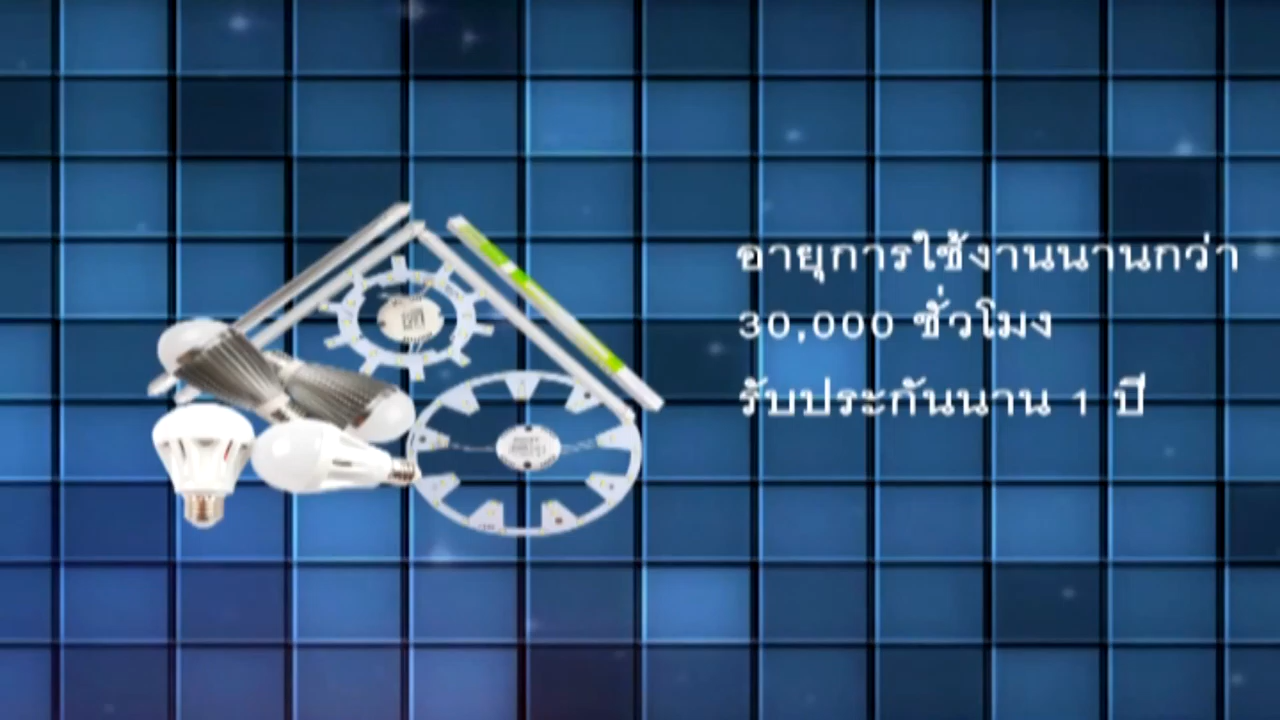 อายุการใช้งานนานกว่า
30,000 ชั่วโมง
รับประกันนาน 1 ปี